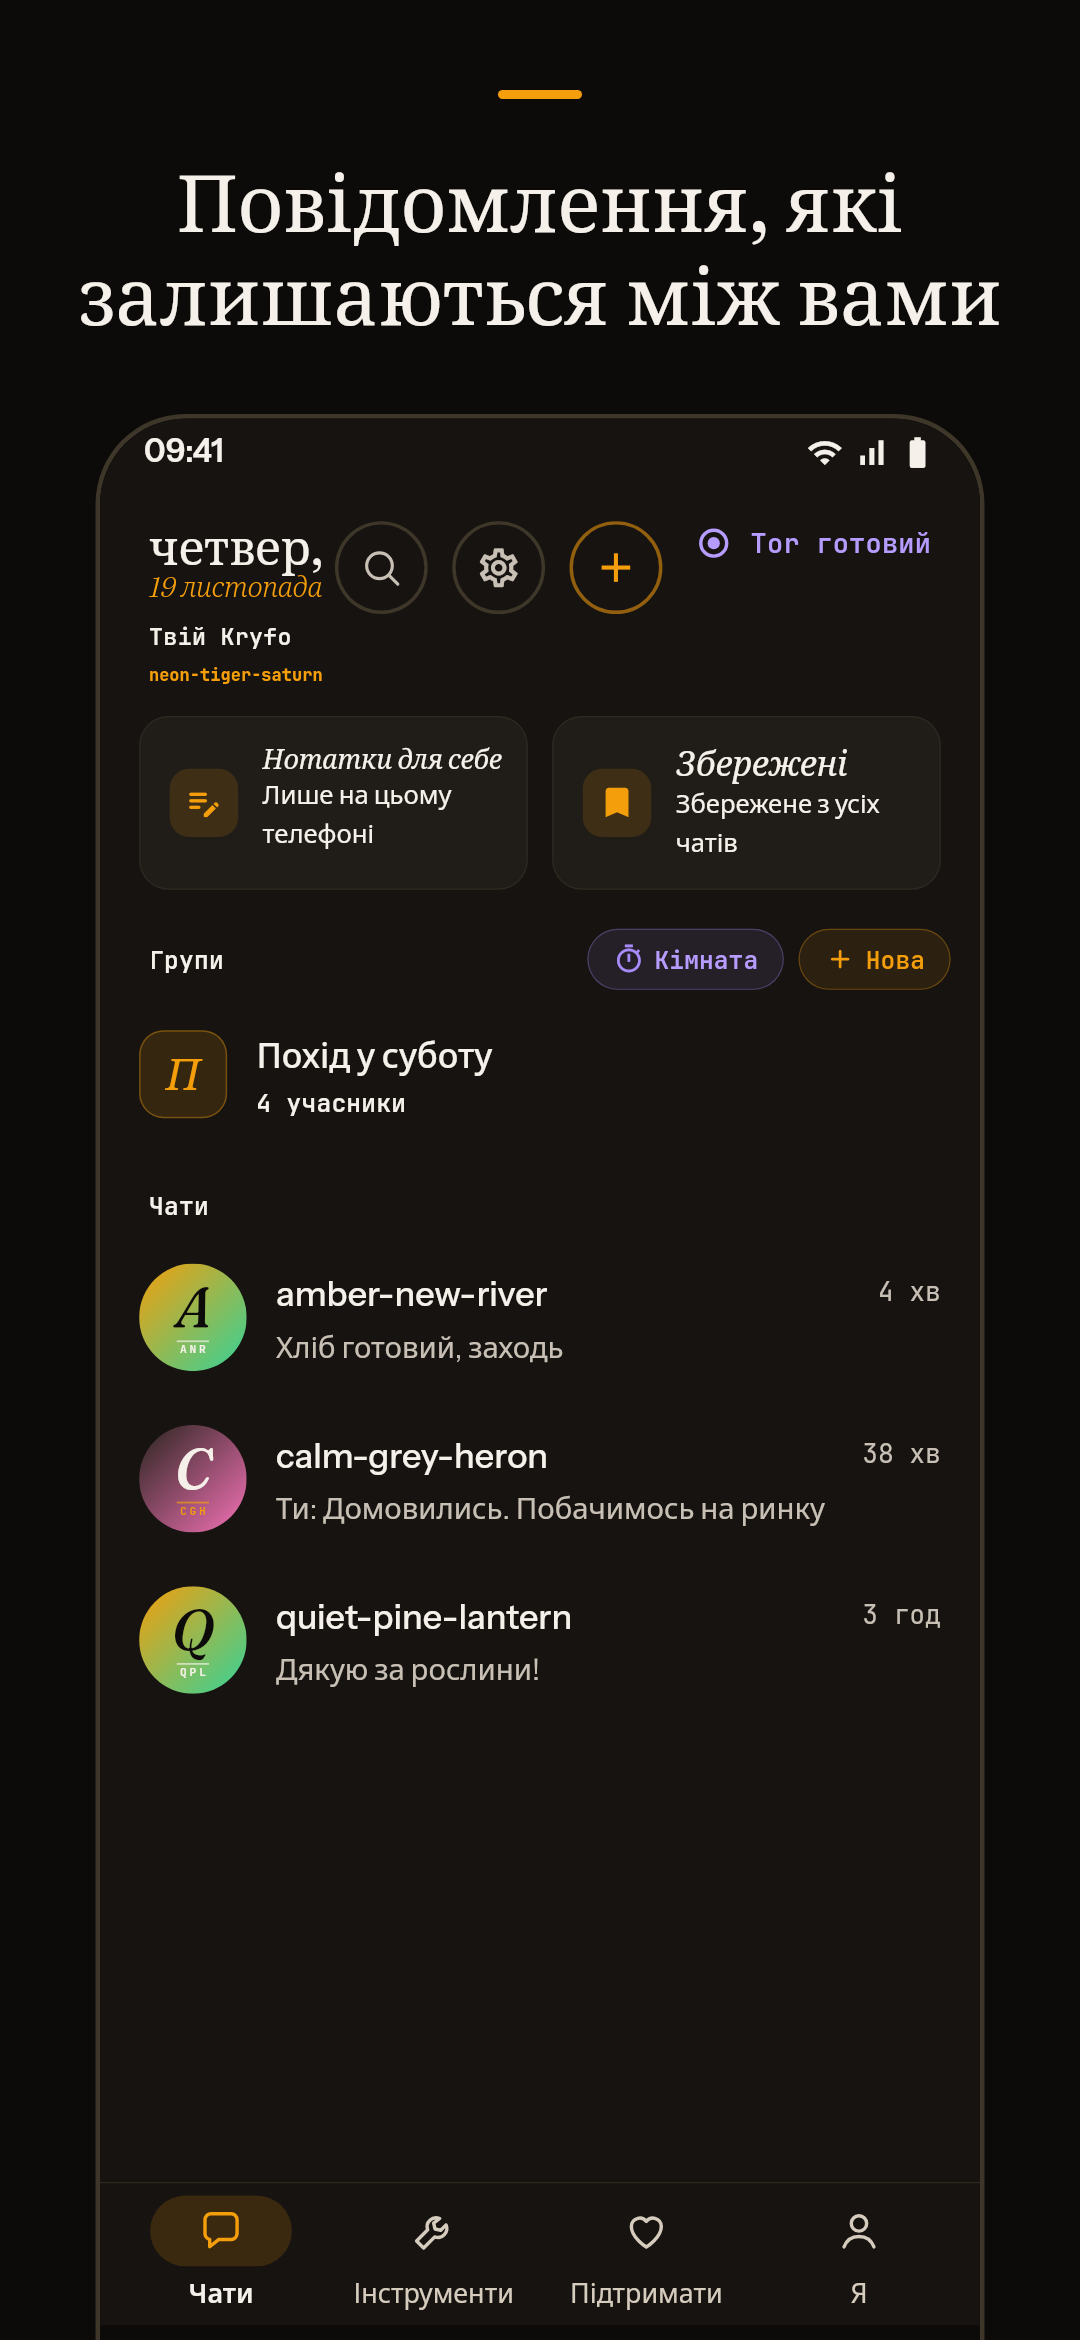 Повідомлення, які
залишаються між вами
09:41
четвер,
19 листопада
Tor готовий
Твій Kryfo
neon-tiger-saturn
Нотатки для себе
Лише на цьому
телефоні
Збережені
Збережене з усіх
чатів
Групи
Кімната
Нова
П
Похід у суботу
4 учасники
Чати
A
ANR
amber-new-river
4 хв
Хліб готовий, заходь
C
CGH
calm-grey-heron
38 хв
Ти: Домовились. Побачимось на ринку
Q
QPL
quiet-pine-lantern
3 год
Дякую за рослини!
Чати
Інструменти
Підтримати
Я